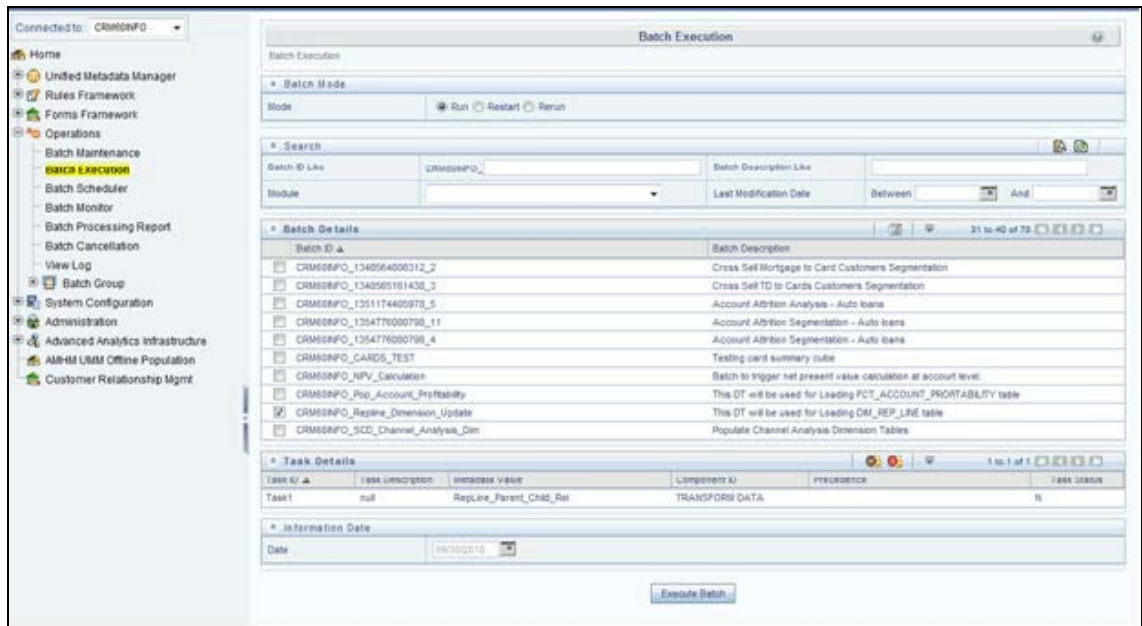 Connected to: CRM60INFO
Home
Unified Metadata Manager
Rules Framework
Forms Framework
Operations
Batch Maintenance
Batch Execution
Batch Scheduler
Batch Monitor
Batch Processing Report
Batch Cancellation
View Log
Batch Group
System Configuration
Administration
Advanced Analytics Infrastructure
AMHM UMM Offline Population
Customer Relationship Mgmt
Batch Execution
Batch Execution
Batch Mode
Mode Run Restart Rerun
Search
Batch ID Like CRM60INFO_ Batch Description Like
Module Last Modification Date Between And
Batch Details 31 to 40 of 78
Batch ID Batch Description
CRM60INFO_1340564000312_2 Cross Sell Mortgage to Card Customers Segmentation
CRM60INFO_1340565161438_3 Cross Sell TD to Cards Customers Segmentation
CRM60INFO_1351174405978_5 Account Attrition Analysis - Auto loans
CRM60INFO_1354776000798_11 Account Attrition Segmentation - Auto loans
CRM60INFO_1354776000798_4 Account Attrition Segmentation - Auto loans
CRM60INFO_CARDS_TEST Testing card summary cube
CRM60INFO_NPV_Calculation Batch to trigger net present value calculation at account level.
CRM60INFO_Pop_Account_Profitability This DT will be used for Loading FCT_ACCOUNT_PROFITABILITY table
CRM60INFO_Repline_Dimension_Update This DT will be used for Loading DIM_REP_LINE table
CRM60INFO_SCD_Channel_Analysis_Dim Populate Channel Analysis Dimension Tables
Task Details 1 to 1 of 1
Task ID Task Description Metadata Value Component ID Precedence Task Status
Task1 null RepLine_Parent_Child_Rel TRANSFORM DATA N
Information Date
Date 09/30/2010
Execute Batch